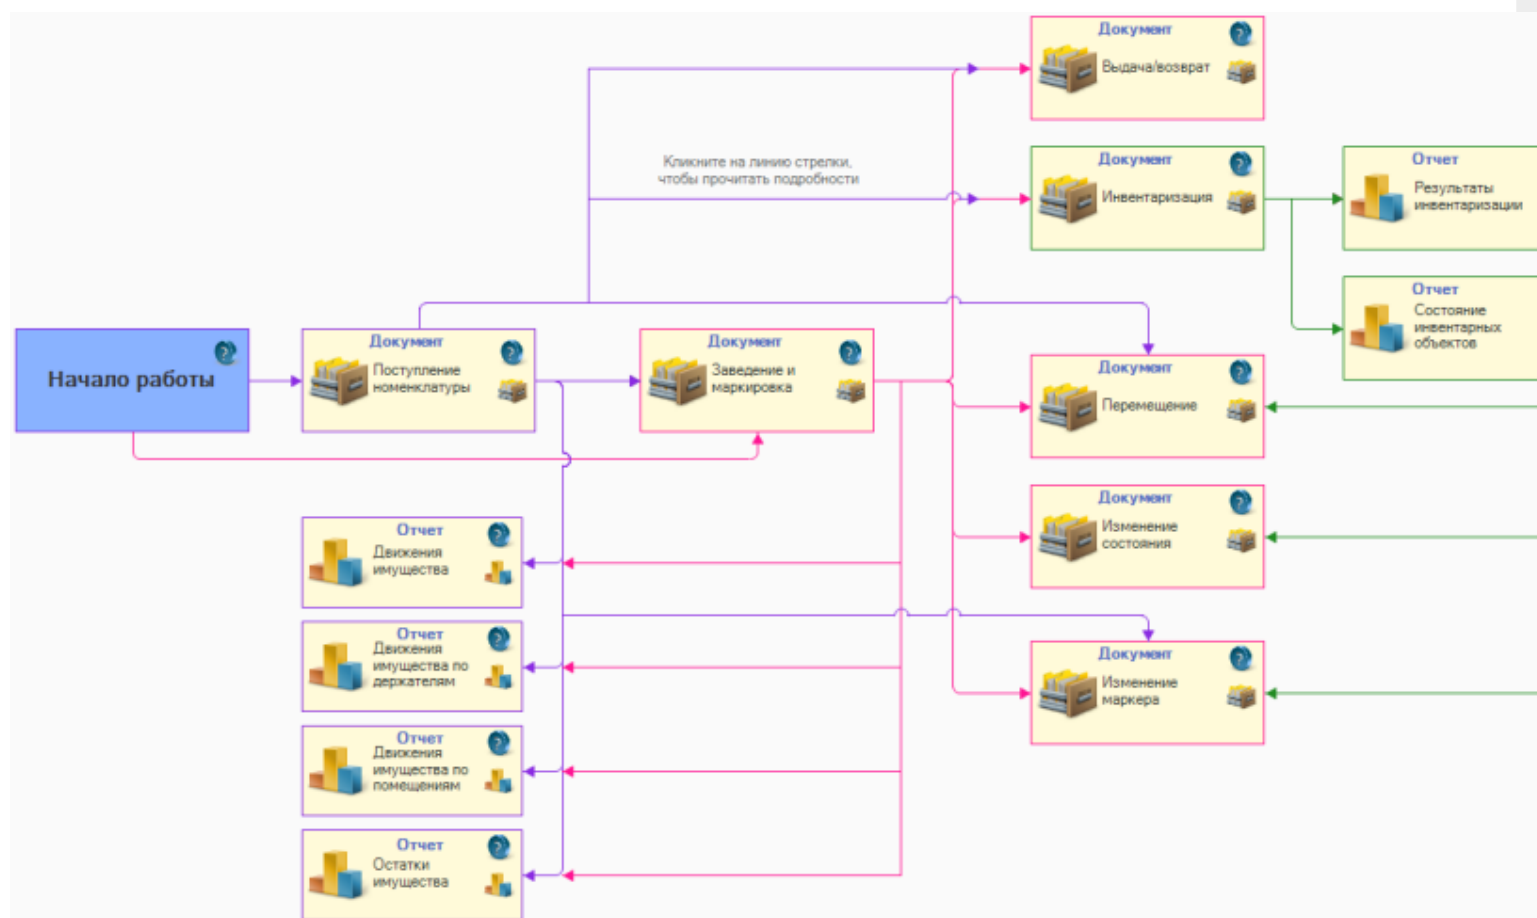 Документ
Выдача/возврат
Кликните на линию стрелки,
чтобы прочитать подробности
Документ
Инвентаризация
Отчет
Результаты
инвентаризации
Отчет
Состояние
инвентарных
объектов
Начало работы
Документ
Поступление
номенклатуры
Документ
Заведение и
маркировка
Документ
Перемещение
Документ
Изменение
состояния
Отчет
Движения
имущества
Отчет
Движения
имущества по
держателям
Документ
Изменение
маркера
Отчет
Движения
имущества по
помещениям
Отчет
Остатки
имущества